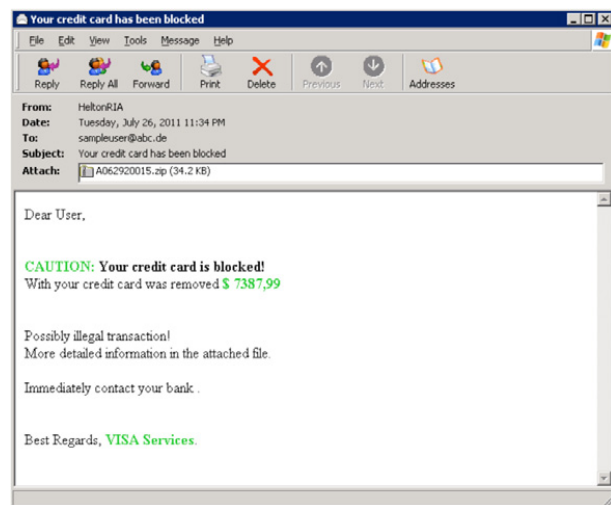 Your credit card has been blocked
File Edit View Tools Message Help
Reply Reply All Forward Print Delete Previous Next Addresses
From: HeltonRIA
Date: Tuesday, July 26, 2011 11:34 PM
To: sampleuser@abc.de
Subject: Your credit card has been blocked
Attach: A062920015.zip (34.2 KB)
Dear User,
CAUTION: Your credit card is blocked!
With your credit card was removed $ 7387,99
Possibly illegal transaction!
More detailed information in the attached file.
Immediately contact your bank .
Best Regards, VISA Services.